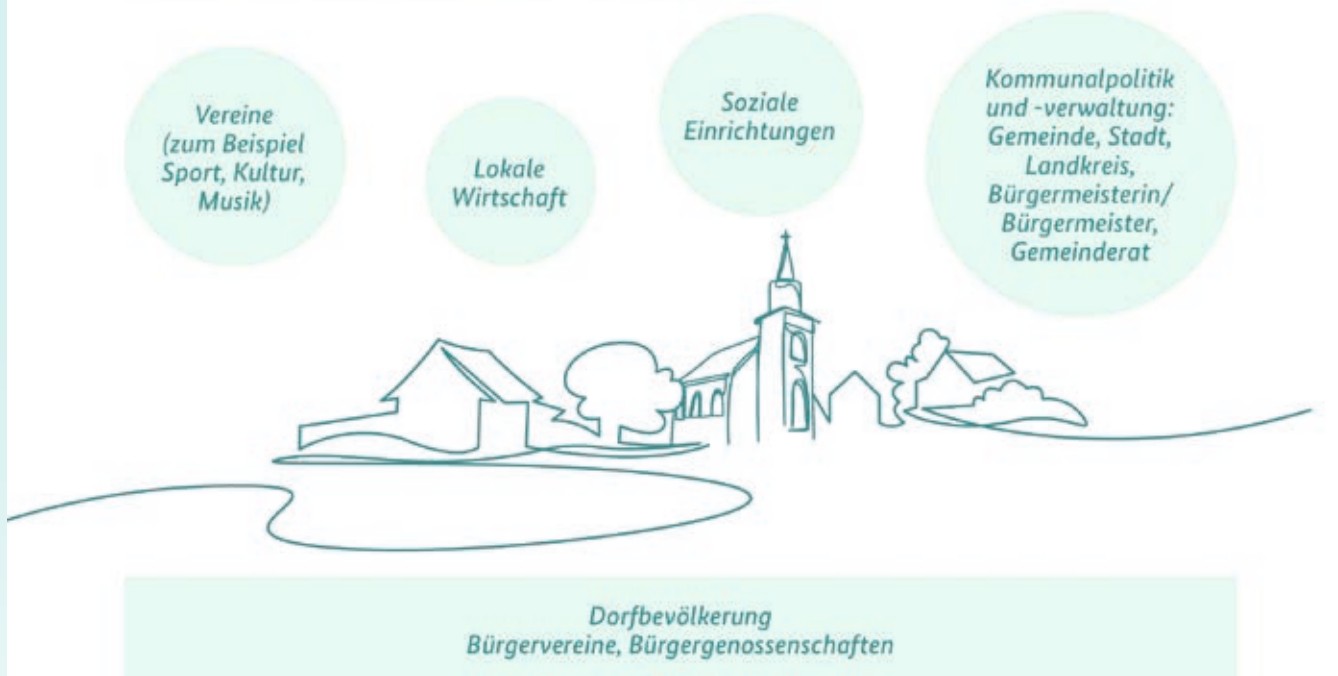 Vereine
(zum Beispiel
Sport, Kultur,
Musik)
Lokale
Wirtschaft
Soziale
Einrichtungen
Kommunalpolitik
und -verwaltung:
Gemeinde, Stadt,
Landkreis,
Bürgermeisterin/
Bürgermeister,
Gemeinderat
Dorfbevölkerung
Bürgervereine, Bürgergenossenschaften